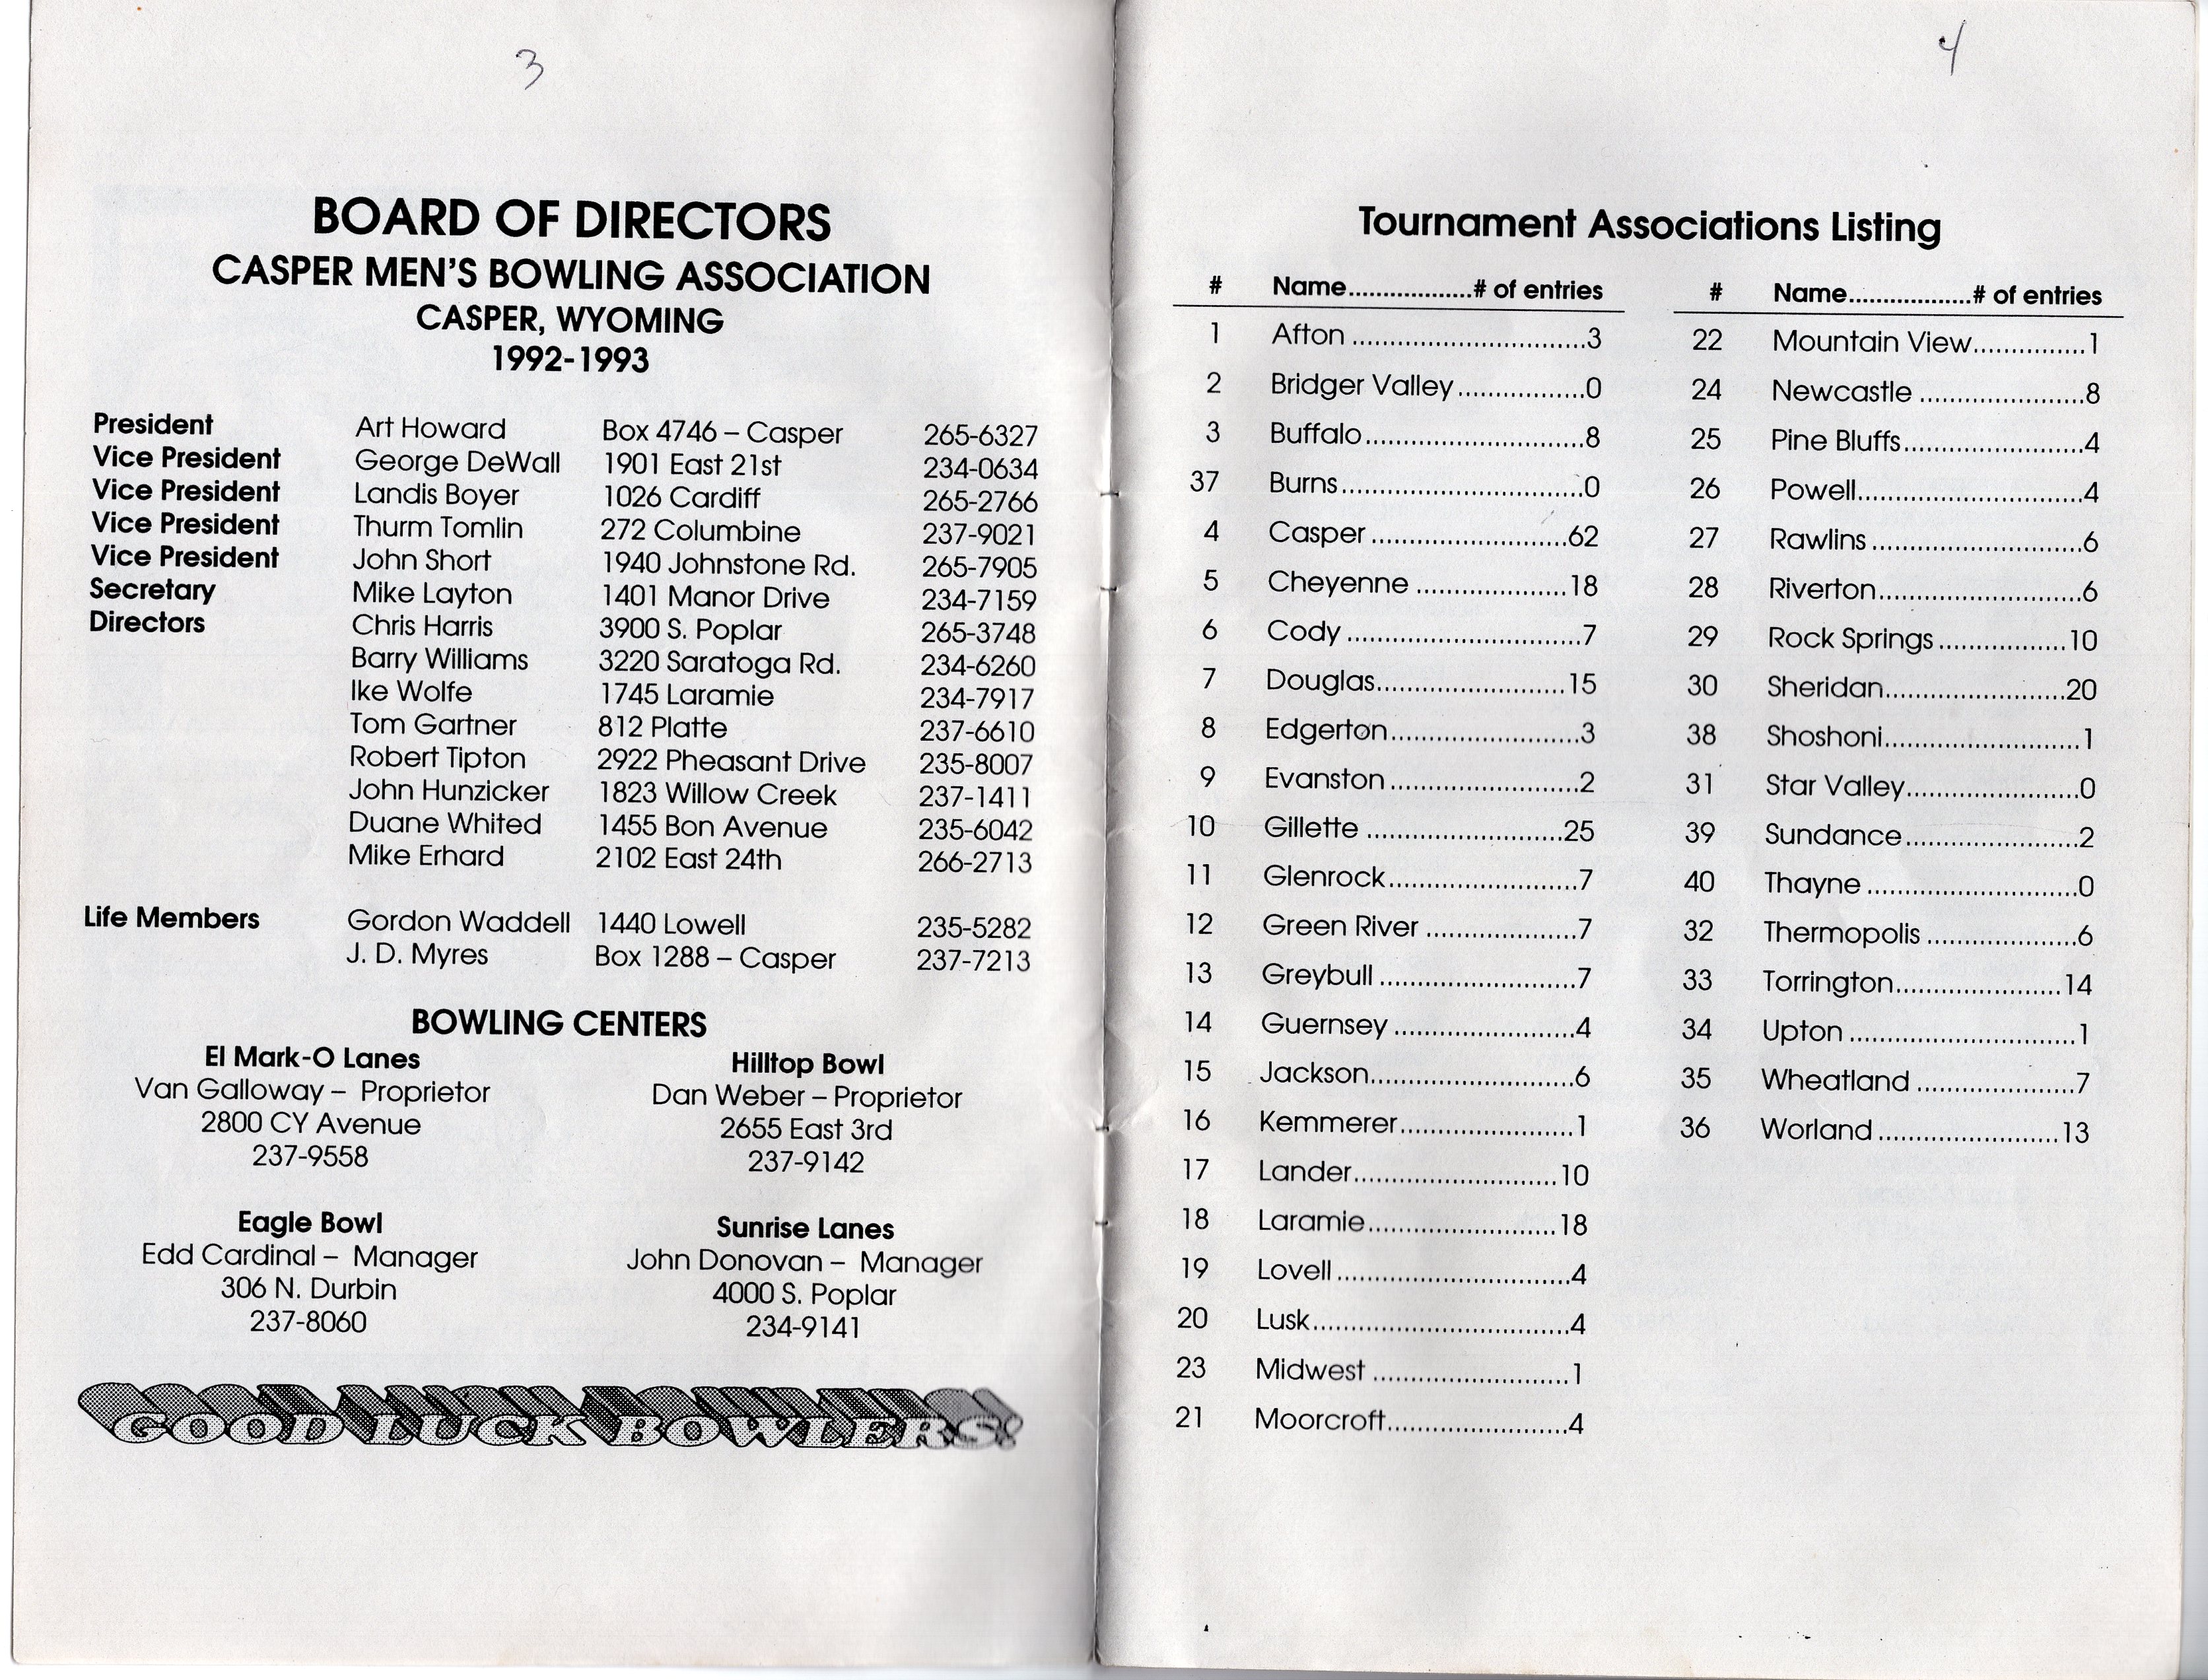 3
BOARD OF DIRECTORS
CASPER MEN'S BOWLING ASSOCIATION
CASPER, WYOMING
1992-1993
President Art Howard Box 4746 – Casper 265-6327
Vice President George DeWall 1901 East 21st 234-0634
Vice President Landis Boyer 1026 Cardiff 265-2766
Vice President Thurm Tomlin 272 Columbine 237-9021
Vice President John Short 1940 Johnstone Rd. 265-7905
Secretary Mike Layton 1401 Manor Drive 234-7159
Directors Chris Harris 3900 S. Poplar 265-3748
Barry Williams 3220 Saratoga Rd. 234-6260
Ike Wolfe 1745 Laramie 234-7917
Tom Gartner 812 Platte 237-6610
Robert Tipton 2922 Pheasant Drive 235-8007
John Hunzicker 1823 Willow Creek 237-1411
Duane Whited 1455 Bon Avenue 235-6042
Mike Erhard 2102 East 24th 266-2713
Life Members Gordon Waddell 1440 Lowell 235-5282
J. D. Myres Box 1288 – Casper 237-7213
BOWLING CENTERS
El Mark-O Lanes
Van Galloway – Proprietor
2800 CY Avenue
237-9558
Hilltop Bowl
Dan Weber – Proprietor
2655 East 3rd
237-9142
Eagle Bowl
Edd Cardinal – Manager
306 N. Durbin
237-8060
Sunrise Lanes
John Donovan – Manager
4000 S. Poplar
234-9141
GOOD LUCK BOWLERS!
4
Tournament Associations Listing
# Name.................# of entries
1 Afton ..............................3
2 Bridger Valley.................0
3 Buffalo............................8
37 Burns................................0
4 Casper .........................62
5 Cheyenne ....................18
6 Cody ...............................7
7 Douglas.........................15
8 Edgerton.........................3
9 Evanston .........................2
10 Gillette ..........................25
11 Glenrock.........................7
12 Green River ....................7
13 Greybull ..........................7
14 Guernsey ........................4
15 Jackson...........................6
16 Kemmerer.......................1
17 Lander...........................10
18 Laramie.........................18
19 Lovell ...............................4
20 Lusk..................................4
23 Midwest ..........................1
21 Moorcroft........................4
# Name.................# of entries
22 Mountain View...............1
24 Newcastle ......................8
25 Pine Bluffs........................4
26 Powell..............................4
27 Rawlins ............................6
28 Riverton...........................6
29 Rock Springs .................10
30 Sheridan........................20
38 Shoshoni..........................1
31 Star Valley.......................0
39 Sundance.......................2
40 Thayne ............................0
32 Thermopolis ....................6
33 Torrington......................14
34 Upton ..............................1
35 Wheatland .....................7
36 Worland ........................13